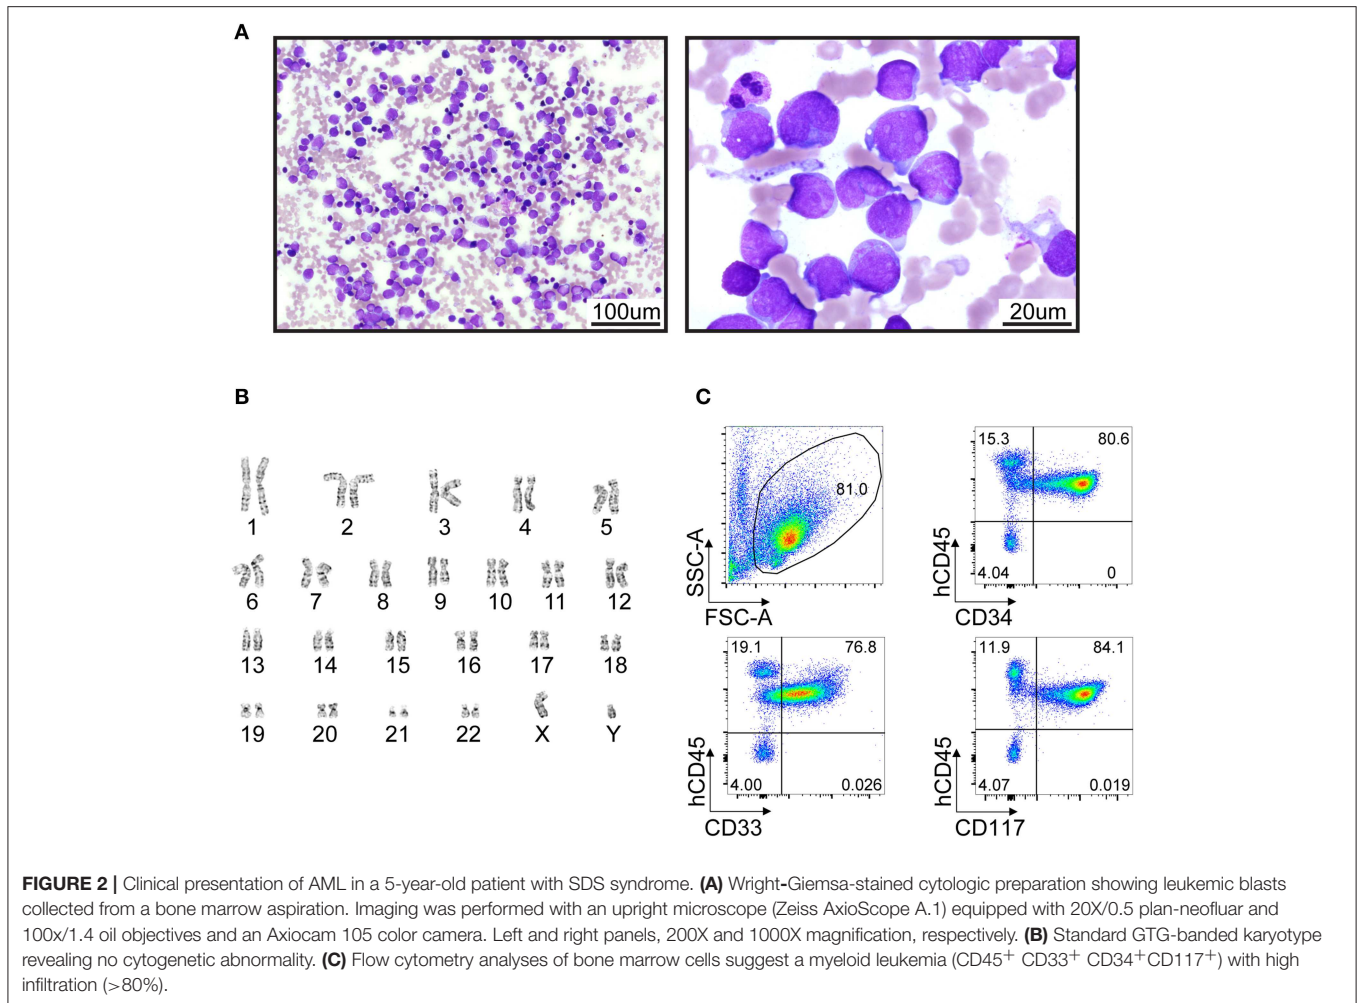 A
100um
20um
B
C
1
2
3
4
5
6
7
8
9
10
11
12
13
14
15
16
17
18
19
20
21
22
X
Y
SSC-A
81.0
FSC-A
15.3
80.6
hCD45
4.04
0
CD34
19.1
76.8
hCD45
4.00
0.026
CD33
11.9
84.1
hCD45
4.07
0.019
CD117
FIGURE 2 | Clinical presentation of AML in a 5-year-old patient with SDS syndrome. (A) Wright-Giemsa-stained cytologic preparation showing leukemic blasts
collected from a bone marrow aspiration. Imaging was performed with an upright microscope (Zeiss AxioScope A.1) equipped with 20X/0.5 plan-neofluar and
100x/1.4 oil objectives and an Axiocam 105 color camera. Left and right panels, 200X and 1000X magnification, respectively. (B) Standard GTG-banded karyotype
revealing no cytogenetic abnormality. (C) Flow cytometry analyses of bone marrow cells suggest a myeloid leukemia (CD45+ CD33+ CD34+CD117+) with high
infiltration (>80%).